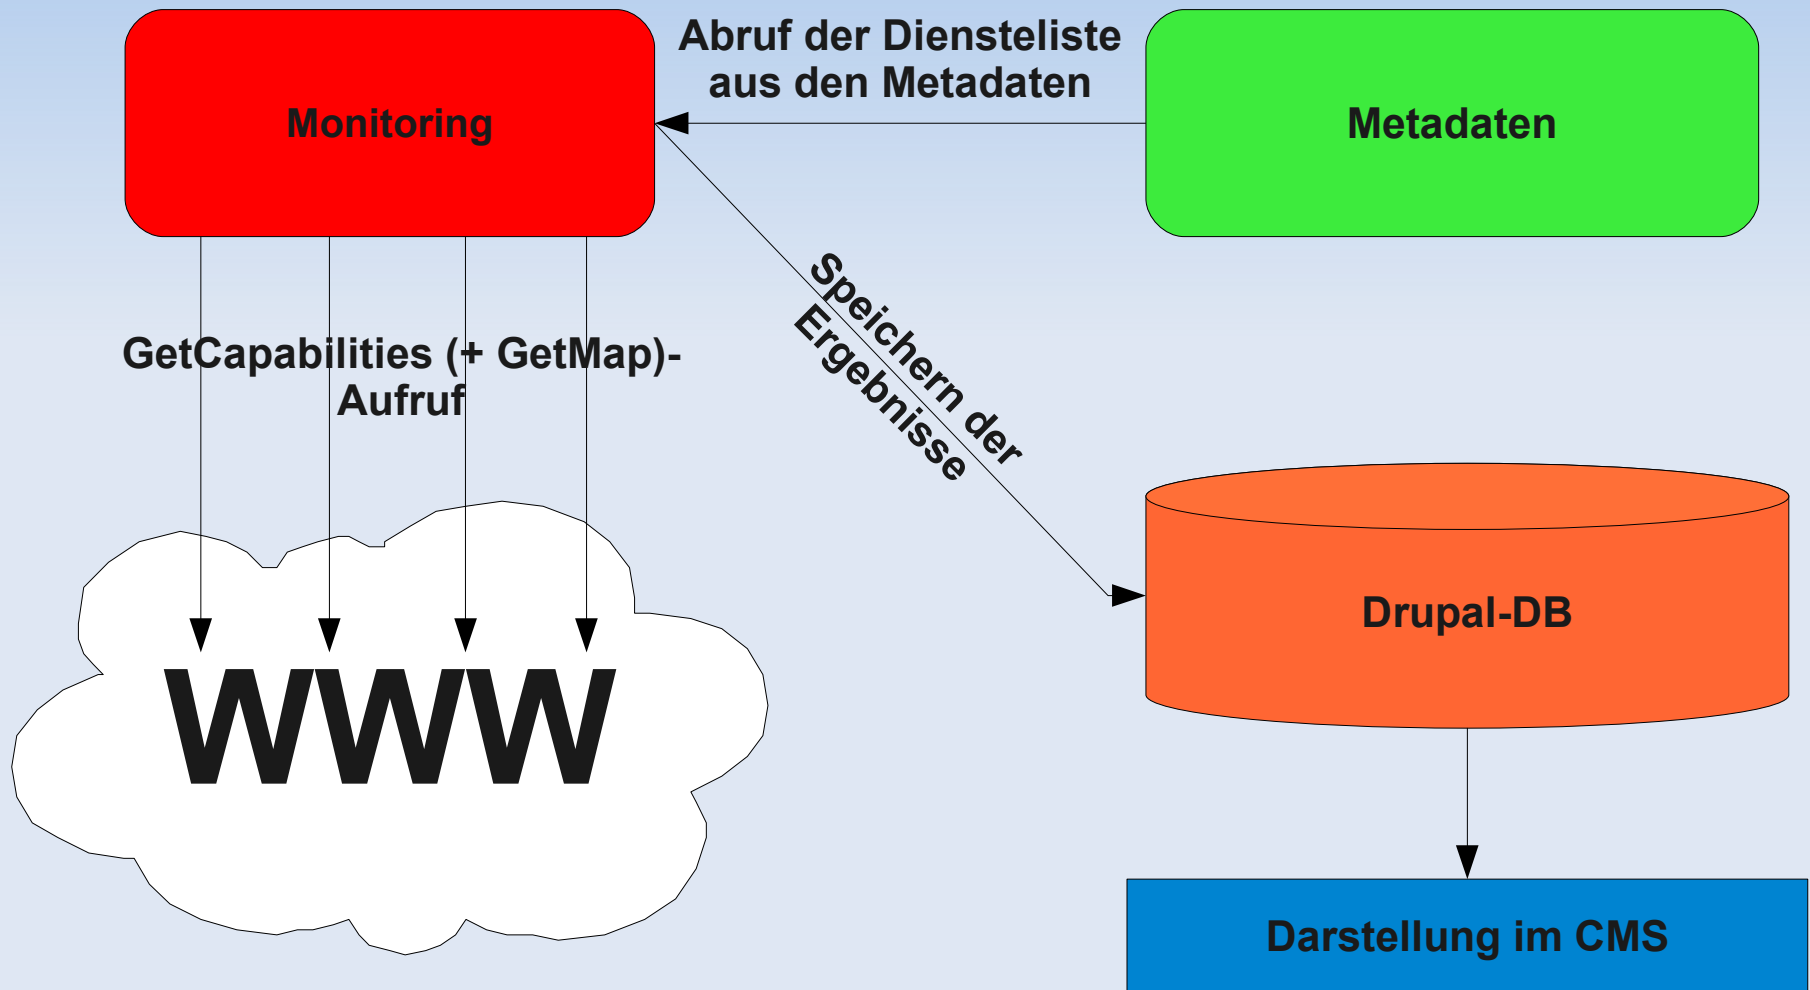 Monitoring
Abruf der Diensteliste
aus den Metadaten
Metadaten
GetCapabilities (+ GetMap)-
Aufruf
Speichern der
Ergebnisse
WWW
Drupal-DB
Darstellung im CMS